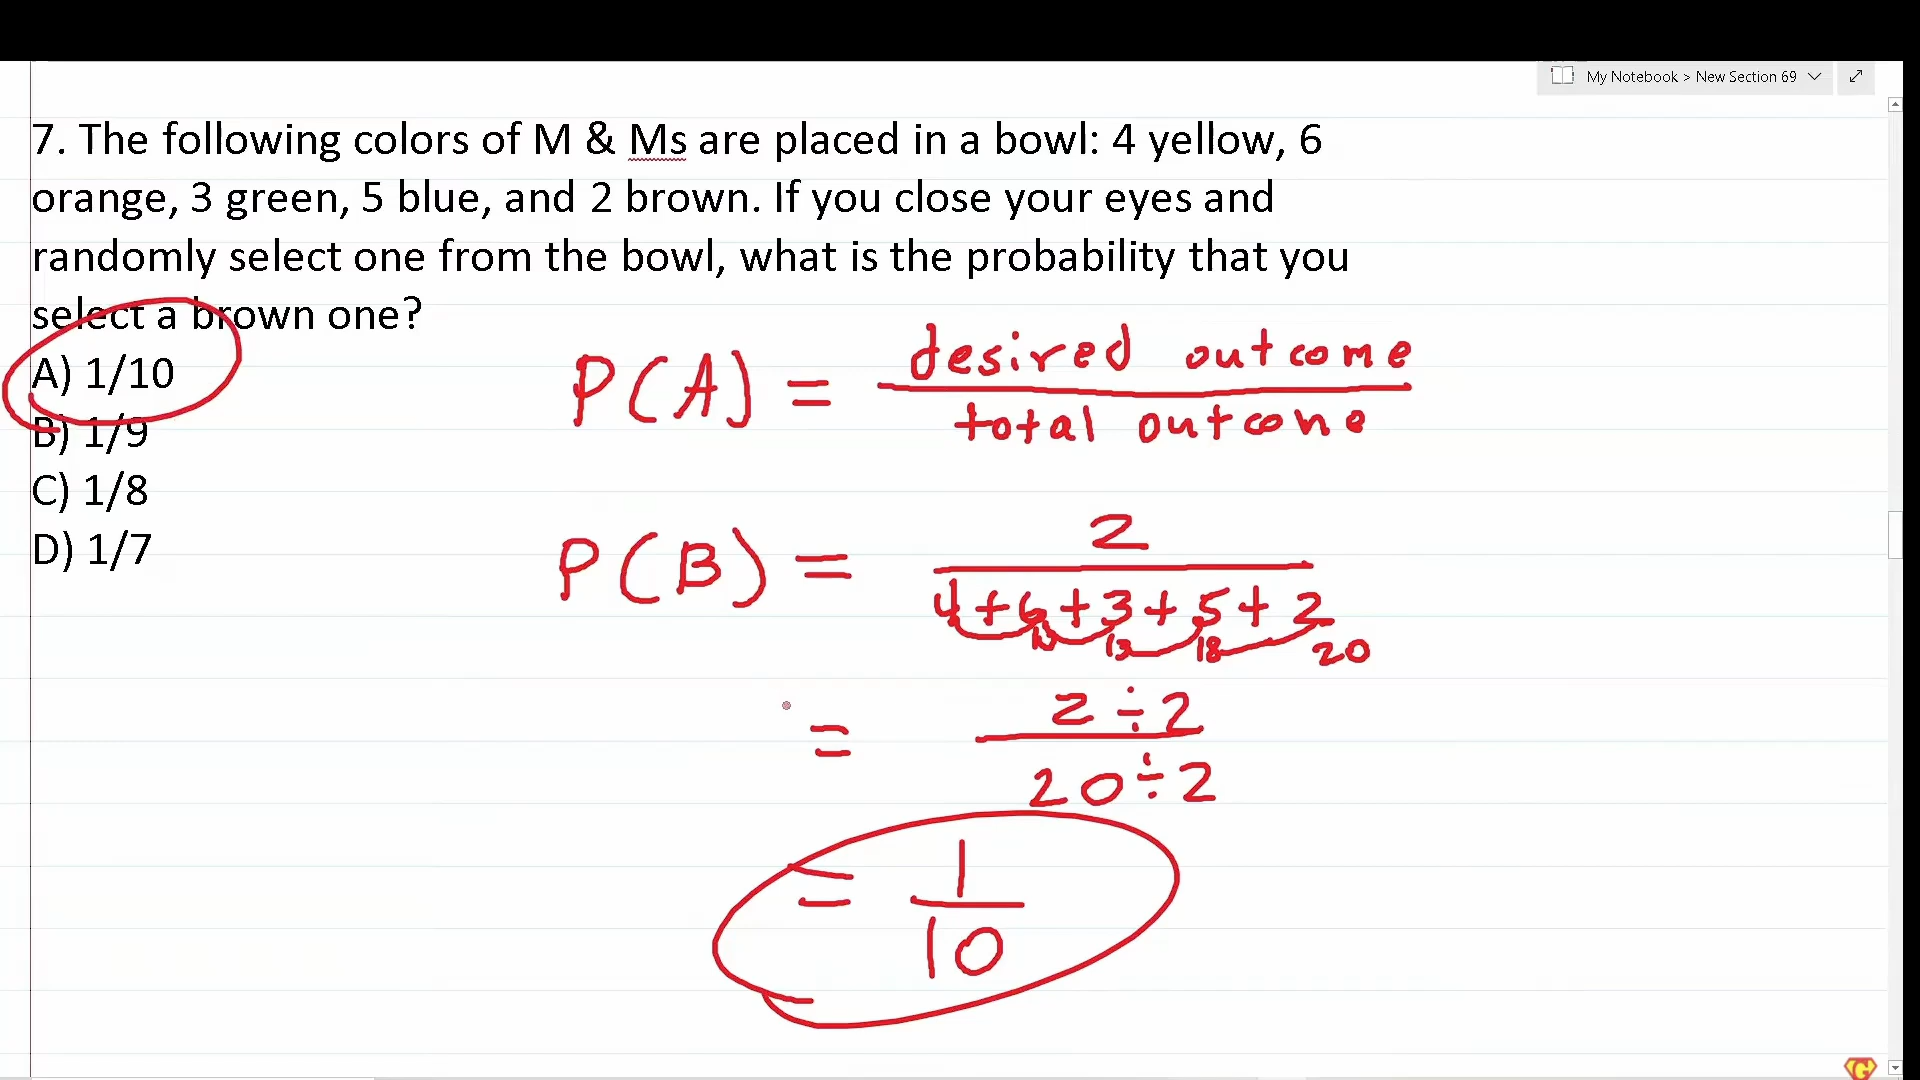 My Notebook > New Section 69
7. The following colors of M & Ms are placed in a bowl: 4 yellow, 6
orange, 3 green, 5 blue, and 2 brown. If you close your eyes and
randomly select one from the bowl, what is the probability that you
select a brown one?
A) 1/10
B) 1/9
C) 1/8
D) 1/7
P(A) = desired outcome
total outcome
P(B) = 2
4+6+3+5+2
10 13 18 20
= 2÷2
20÷2
= 1
10
G